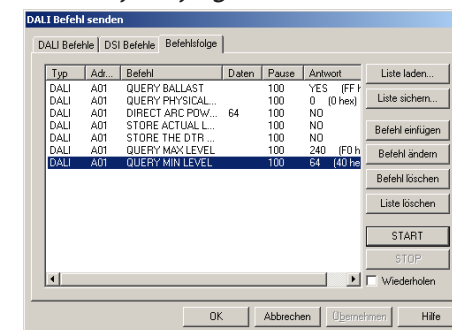 DALI Befehl senden
DALI Befehle DSI Befehle Befehlsfolge
Typ Adr... Befehl Daten Pause Antwort
DALI A01 QUERY BALLAST 100 YES (FF
DALI A01 QUERY PHYSICAL... 100 0 (0 hex)
DALI A01 DIRECT ARC POW... 64 100 NO
DALI A01 STORE ACTUAL L... 100 NO
DALI A01 STORE THE DTR ... 100 NO
DALI A01 QUERY MAX LEVEL 100 240 (F0 h
DALI A01 QUERY MIN LEVEL 100 64 (40 he
Liste laden...
Liste sichern...
Befehl einfügen
Befehl ändern
Befehl löschen
Liste löschen
START
STOP
Wiederholen
OK Abbrechen Übernehmen Hilfe